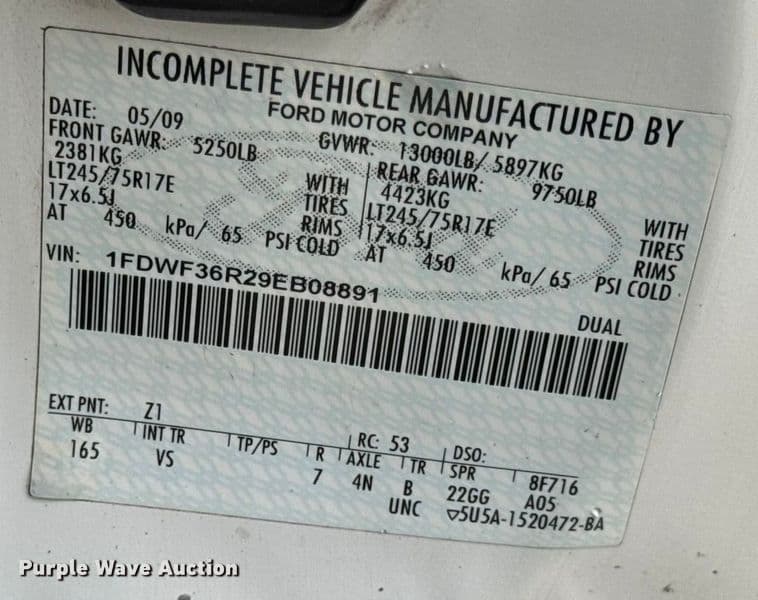 INCOMPLETE VEHICLE MANUFACTURED BY
FORD MOTOR COMPANY
DATE: 05/09 GVWR: 13000LB/ 5897KG
FRONT GAWR: 5250LB REAR GAWR: 9750LB
2381KG WITH 4423KG WITH
LT245/75R17E TIRES LT245/75R17E TIRES
17x6.5J RIMS 17x6.5J RIMS
AT 450 kPa/ 65 PSI COLD AT 450 kPa/ 65 PSI COLD
VIN: 1FDWF36R29EB08891
DUAL
EXT PNT: Z1 RC: 53 DSO:
WB INT TR TP/PS R AXLE TR SPR 8F716
165 VS 7 4N B 22GG A05
UNC ▽5U5A-1520472-BA
Purple Wave Auction